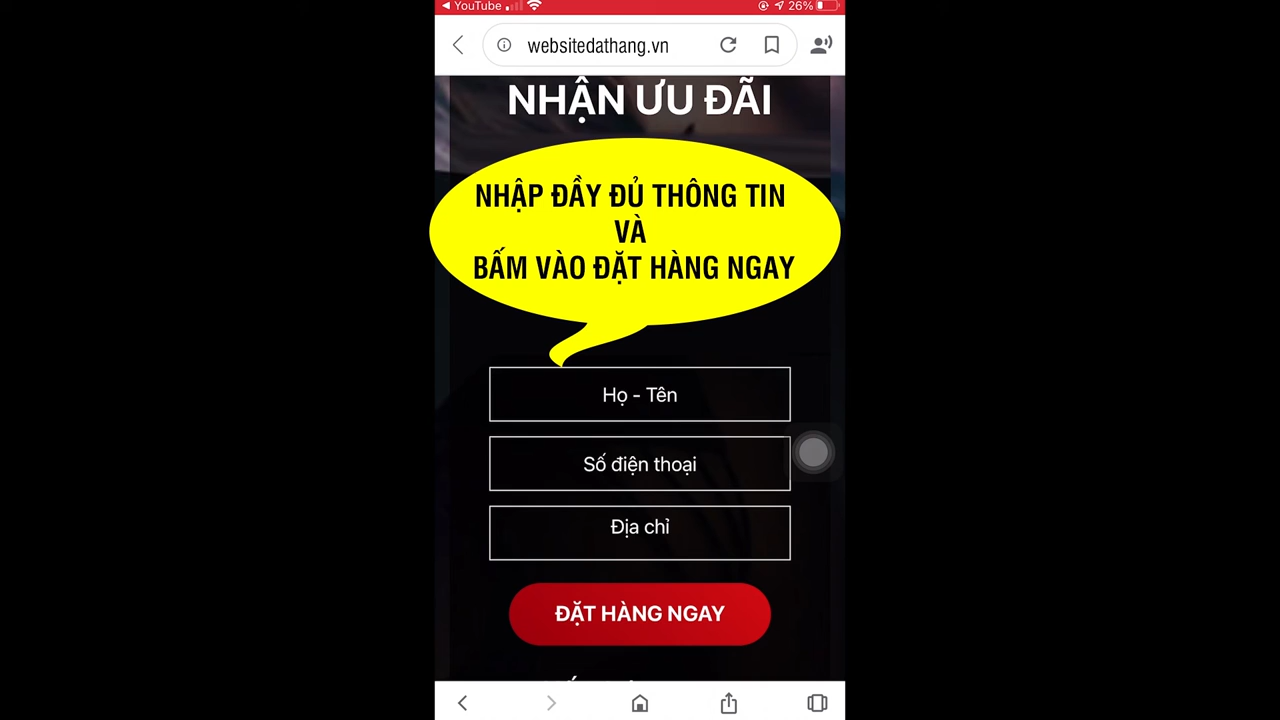 YouTube
26%
websitedathang.vn
NHẬN ƯU ĐÃI
NHẬP ĐẦY ĐỦ THÔNG TIN
VÀ
BẤM VÀO ĐẶT HÀNG NGAY
Họ - Tên
Số điện thoại
Địa chỉ
ĐẶT HÀNG NGAY